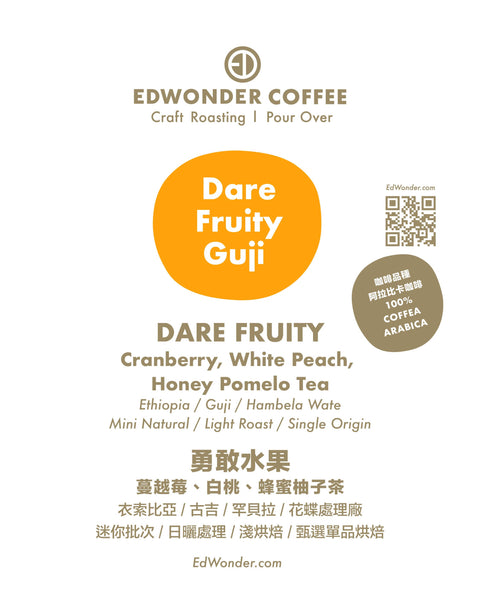 ED
EDWONDER COFFEE
Craft Roasting | Pour Over
Dare
Fruity
Guji
EdWonder.com
咖啡品種
阿拉比卡咖啡
100%
COFFEA
ARABICA
DARE FRUITY
Cranberry, White Peach,
Honey Pomelo Tea
Ethiopia / Guji / Hambela Wate
Mini Natural / Light Roast / Single Origin
勇敢水果
蔓越莓、白桃、蜂蜜柚子茶
衣索比亞 / 古吉 / 罕貝拉 / 花蝶處理廠
迷你批次 / 日曬處理 / 淺烘焙 / 甄選單品烘焙
EdWonder.com